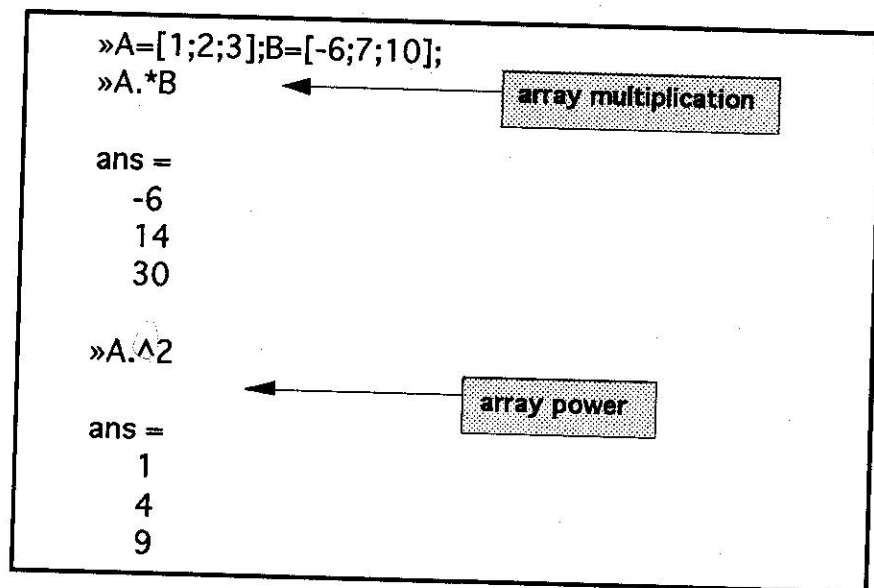 »A=[1;2;3];B=[-6;7;10];
»A.*B
array multiplication
ans =
-6
14
30
»A.^2
array power
ans =
1
4
9